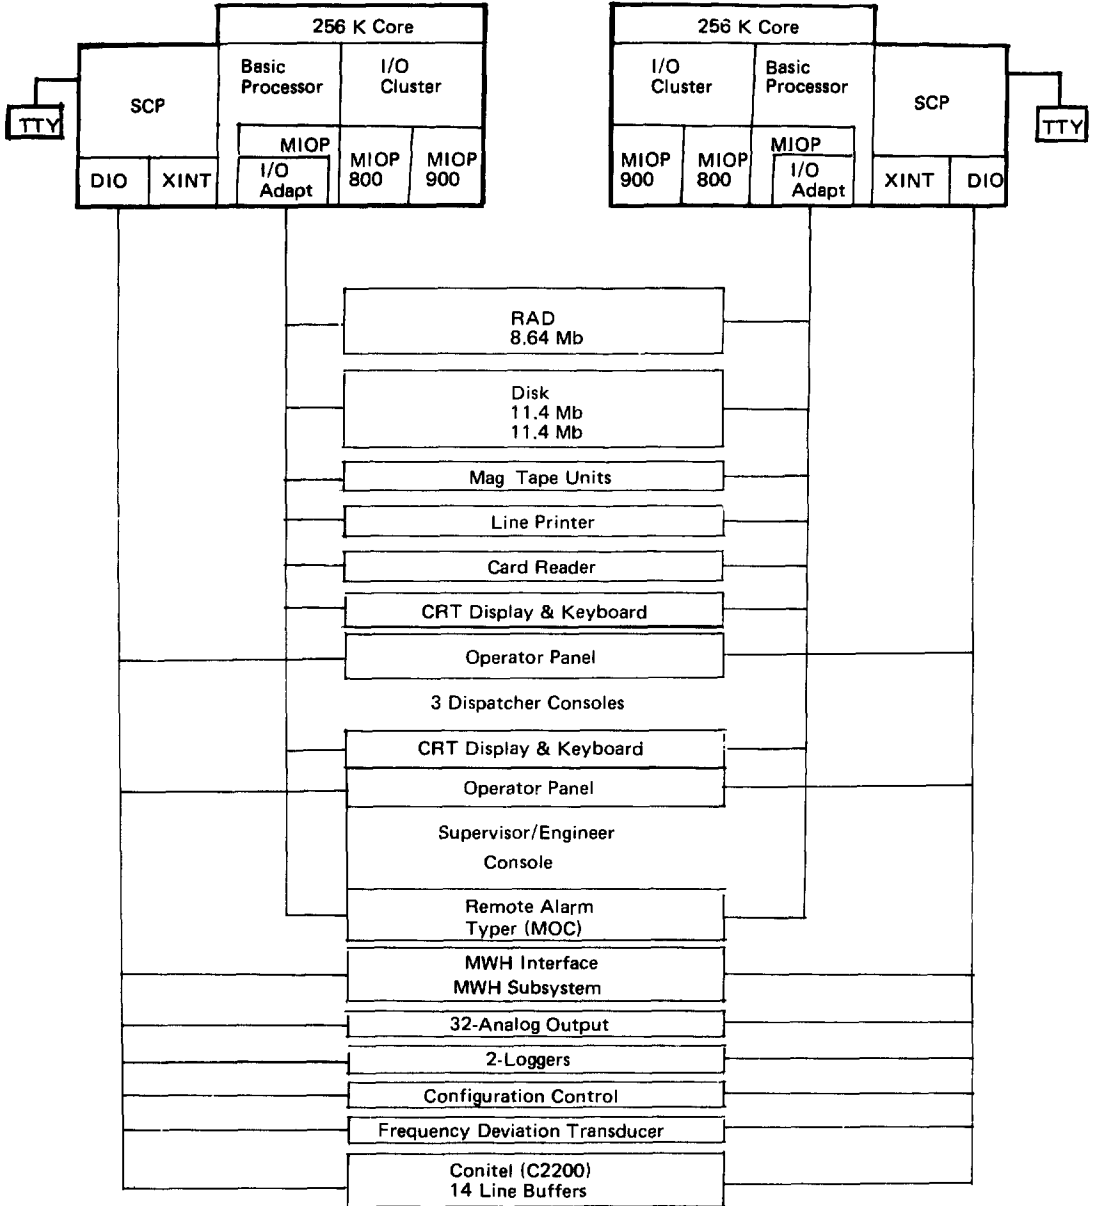 256 K Core
256 K Core
SCP
Basic
Processor
I/O
Cluster
I/O
Cluster
Basic
Processor
SCP
TTY
TTY
MIOP
MIOP
DIO
XINT
I/O
Adapt
MIOP
800
MIOP
900
MIOP
900
MIOP
800
I/O
Adapt
XINT
DIO
RAD
8.64 Mb
Disk
11.4 Mb
11.4 Mb
Mag Tape Units
Line Printer
Card Reader
CRT Display & Keyboard
Operator Panel
3 Dispatcher Consoles
CRT Display & Keyboard
Operator Panel
Supervisor/Engineer
Console
Remote Alarm
Typer (MOC)
MWH Interface
MWH Subsystem
32-Analog Output
2-Loggers
Configuration Control
Frequency Deviation Transducer
Conitel (C2200)
14 Line Buffers